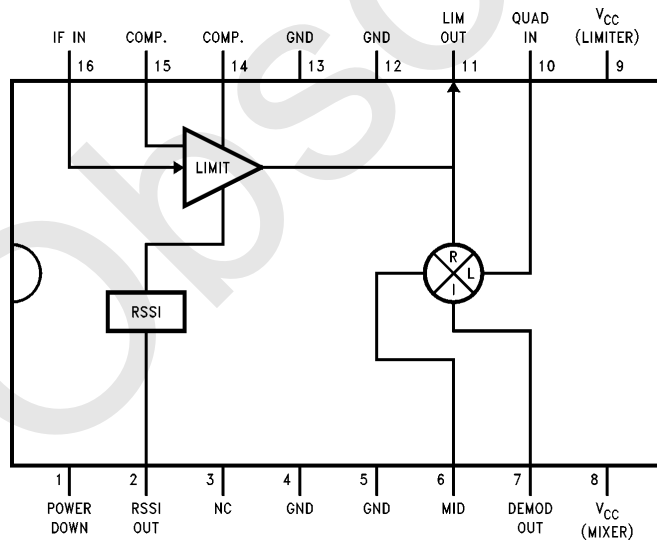 IF IN COMP. COMP. GND GND LIM OUT QUAD IN VCC (LIMITER)
16 15 14 13 12 11 10 9
LIMIT
R
L
I
RSSI
1 2 3 4 5 6 7 8
POWER DOWN RSSI OUT NC GND GND MID DEMOD OUT VCC (MIXER)
Obso